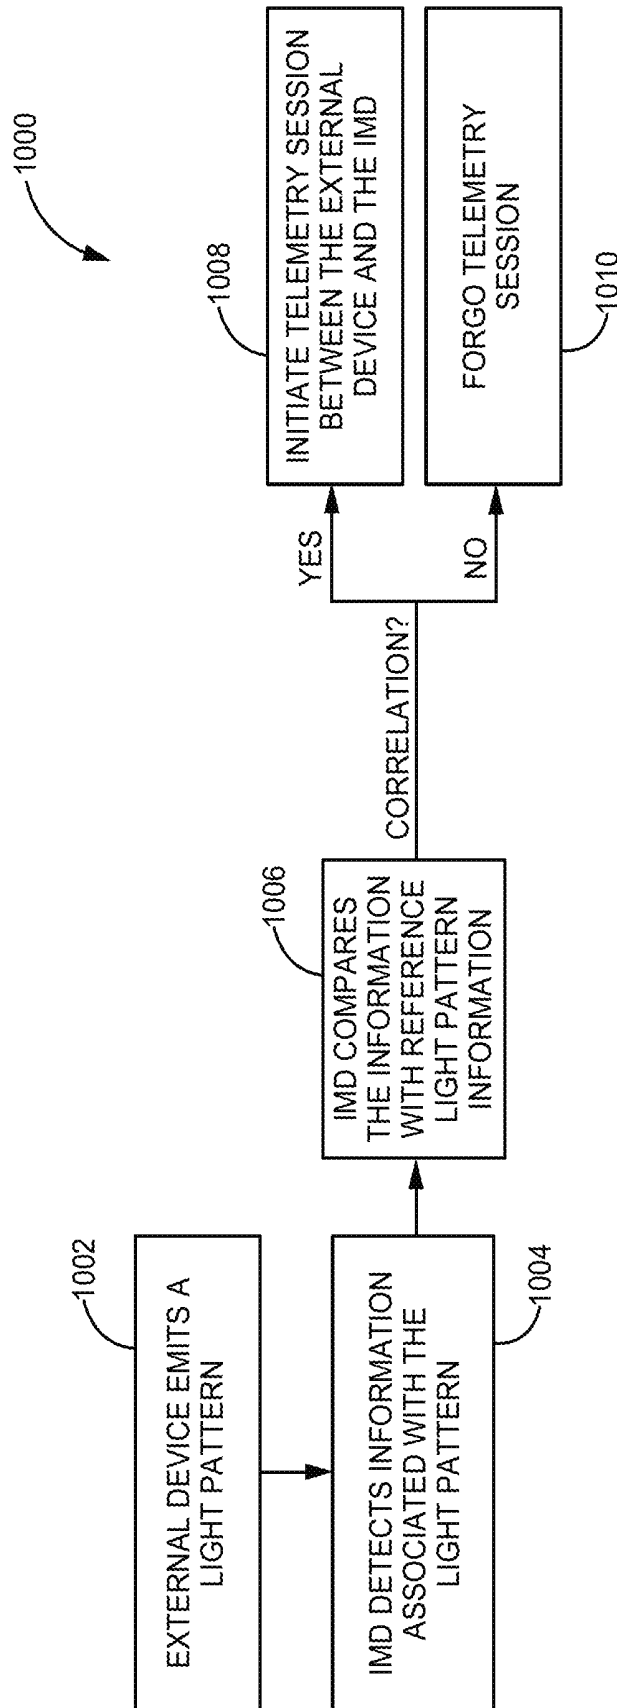 1000
1002
EXTERNAL DEVICE EMITS A
LIGHT PATTERN
IMD DETECTS INFORMATION
ASSOCIATED WITH THE
LIGHT PATTERN
1004
1006
IMD COMPARES
THE INFORMATION
WITH REFERENCE
LIGHT PATTERN
INFORMATION
CORRELATION?
YES
NO
1008
INITIATE TELEMETRY SESSION
BETWEEN THE EXTERNAL
DEVICE AND THE IMD
FORGO TELEMETRY
SESSION
1010